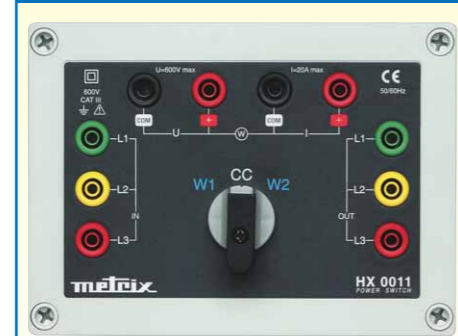 U=600V max
I=20A max
600V
CAT III
CE
50/60Hz
COM
+
COM
+
U
W
I
L1
L1
W1
CC
W2
L2
L2
IN
OUT
L3
L3
metrix
HX 0011
POWER SWITCH